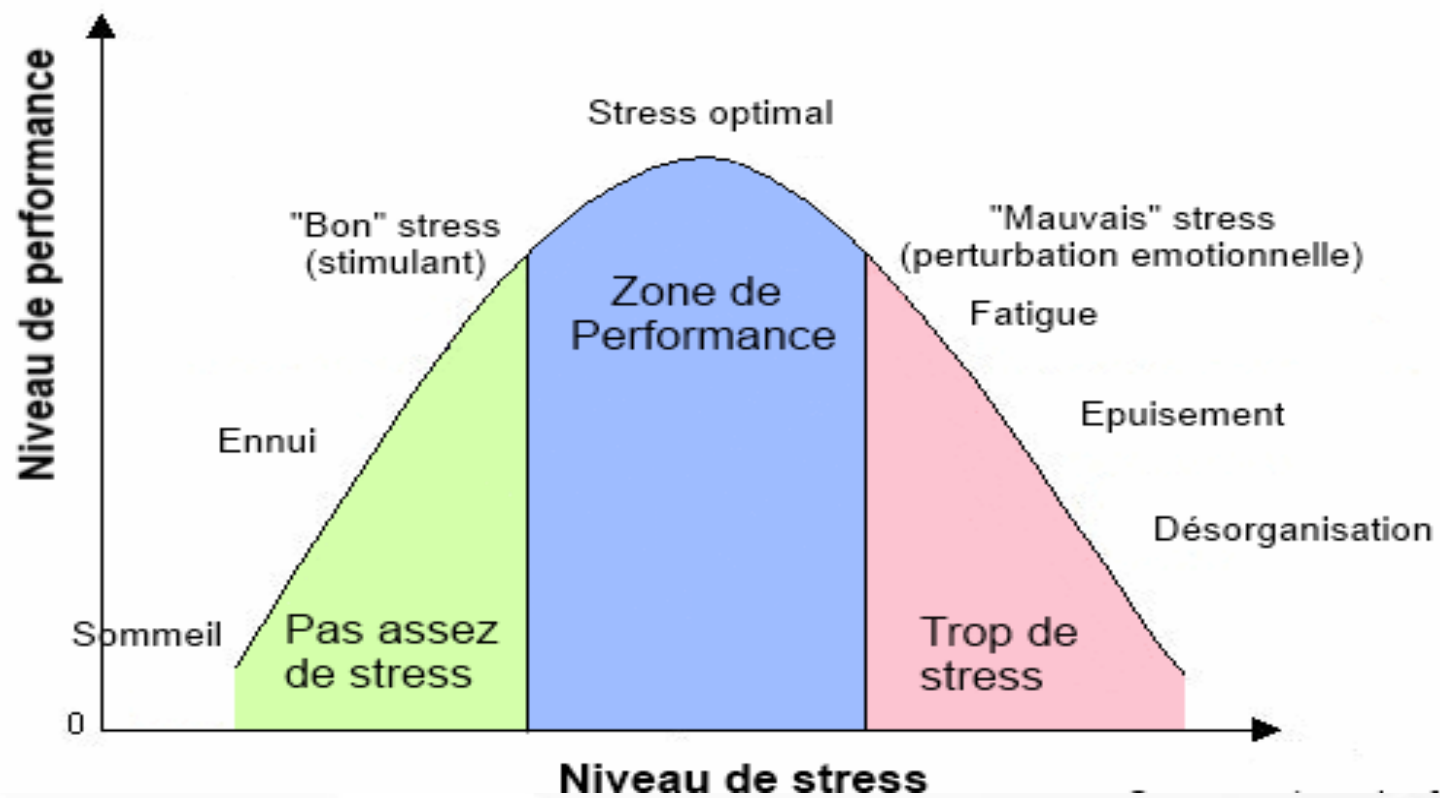 Niveau de performance
Stress optimal
"Bon" stress
(stimulant)
"Mauvais" stress
(perturbation emotionnelle)
Zone de
Performance
Fatigue
Ennui
Epuisement
Désorganisation
Sommeil
Pas assez
de stress
Trop de
stress
0
Niveau de stress